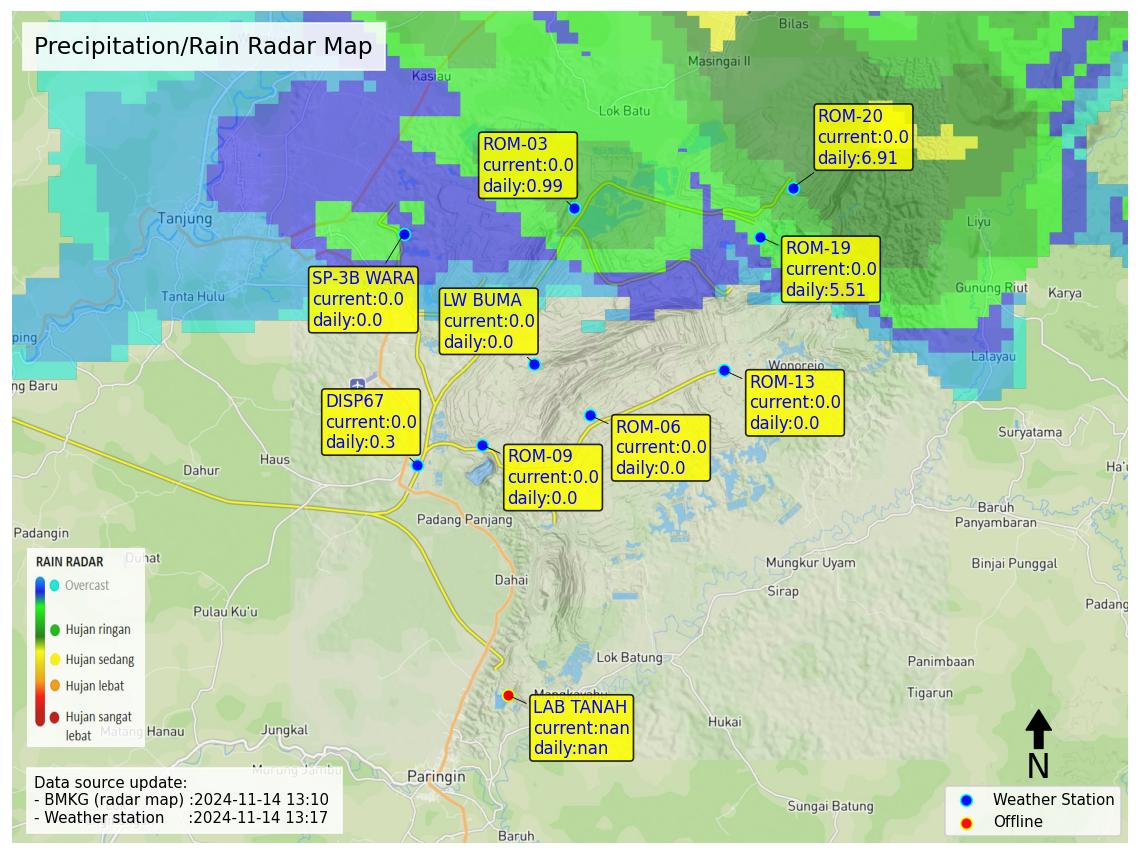 Precipitation/Rain Radar Map
Bilas
Masingai II
Kasiau
Lok Batu
ROM-20
current:0.0
daily:6.91
ROM-03
current:0.0
daily:0.99
Tanjung
Liyu
ROM-19
current:0.0
daily:5.51
SP-3B WARA
current:0.0
daily:0.0
Tanta Hulu
LW BUMA
current:0.0
daily:0.0
Gunung Riut
Karya
ping
Lalayau
Wonorejo
ng Baru
ROM-13
current:0.0
daily:0.0
DISP67
current:0.0
daily:0.3
ROM-06
current:0.0
daily:0.0
Suryatama
ROM-09
current:0.0
daily:0.0
Haus
Dahur
Ha'u
Baruh
Panyambaran
Padang Panjang
Padangin
Duhat
Mungkur Uyam
Binjai Punggal
Dahai
Sirap
Padang
Pulau Ku'u
RAIN RADAR
Overcast
Hujan ringan
Hujan sedang
Hujan lebat
Hujan sangat
lebat
Lok Batung
Panimbaan
Tigarun
Mangkayahu
LAB TANAH
current:nan
daily:nan
Hukai
Matang Hanau
Jungkal
Murung Jambu
Paringin
Sungai Batung
Baruh
Data source update:
- BMKG (radar map) :2024-11-14 13:10
- Weather station :2024-11-14 13:17
N
Weather Station
Offline